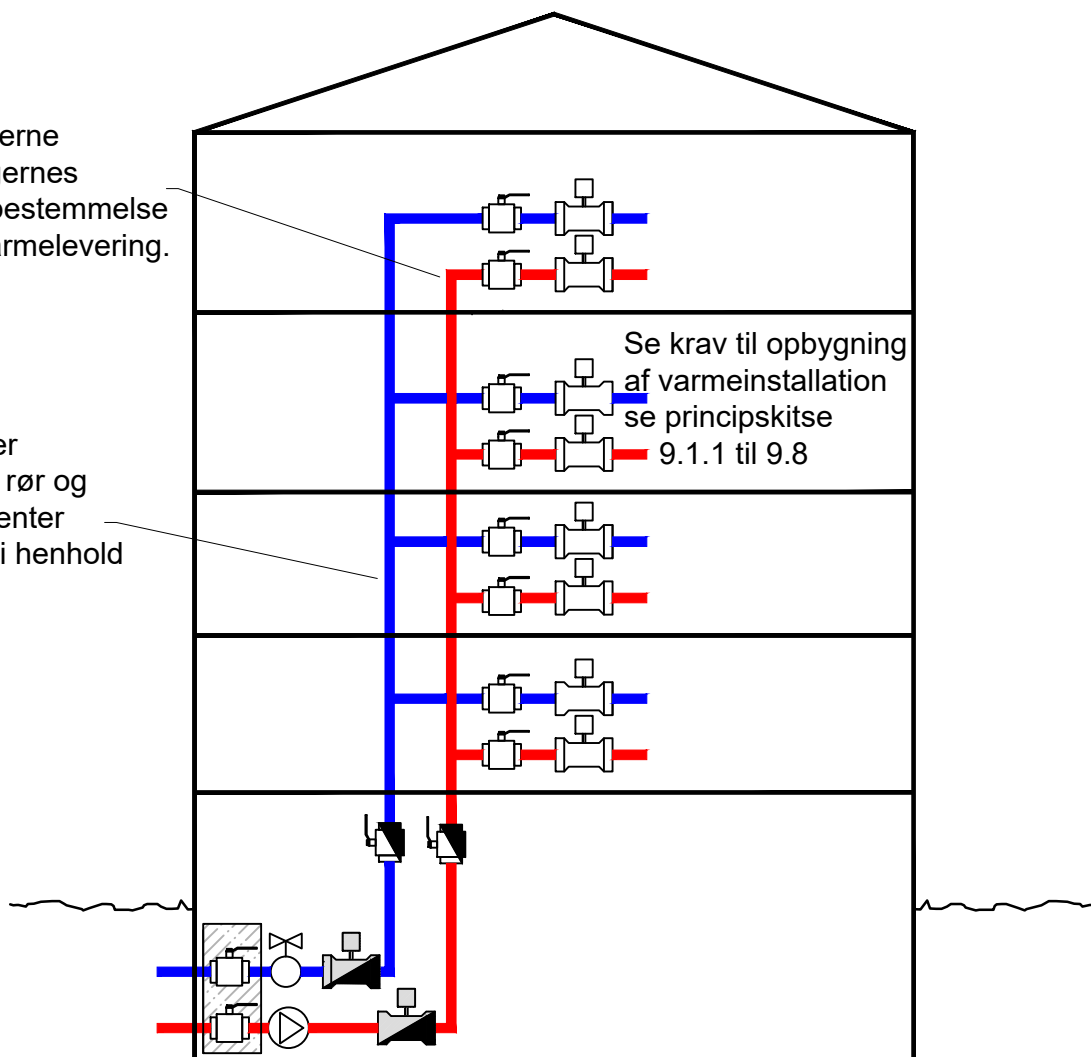 erne
gernes
bestemmelse
armelevering.
Se krav til opbygning
af varmeinstallation
se principskitse
9.1.1 til 9.8
er
rør og
enter
i henhold